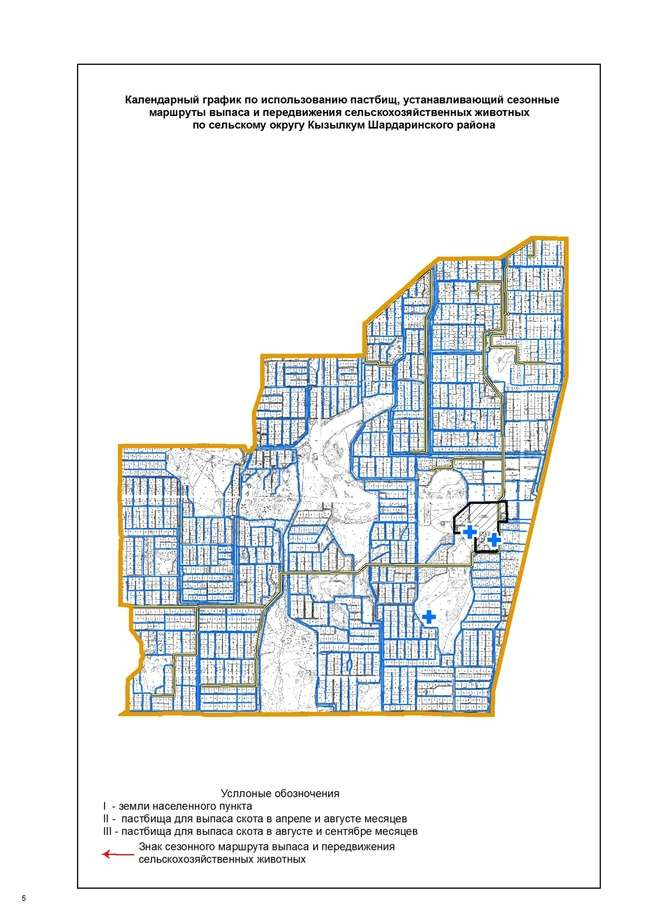 Календарный график по использованию пастбищ, устанавливающий сезонные
маршруты выпаса и передвижения сельскохозяйственных животных
по сельскому округу Кызылкум Шардаринского района
Усллоные обозночения
I - земли населенного пункта
II - пастбища для выпаса скота в апреле и августе месяцев
III - пастбища для выпаса скота в августе и сентябре месяцев
Знак сезонного маршрута выпаса и передвижения
сельскохозяйственных животных
5